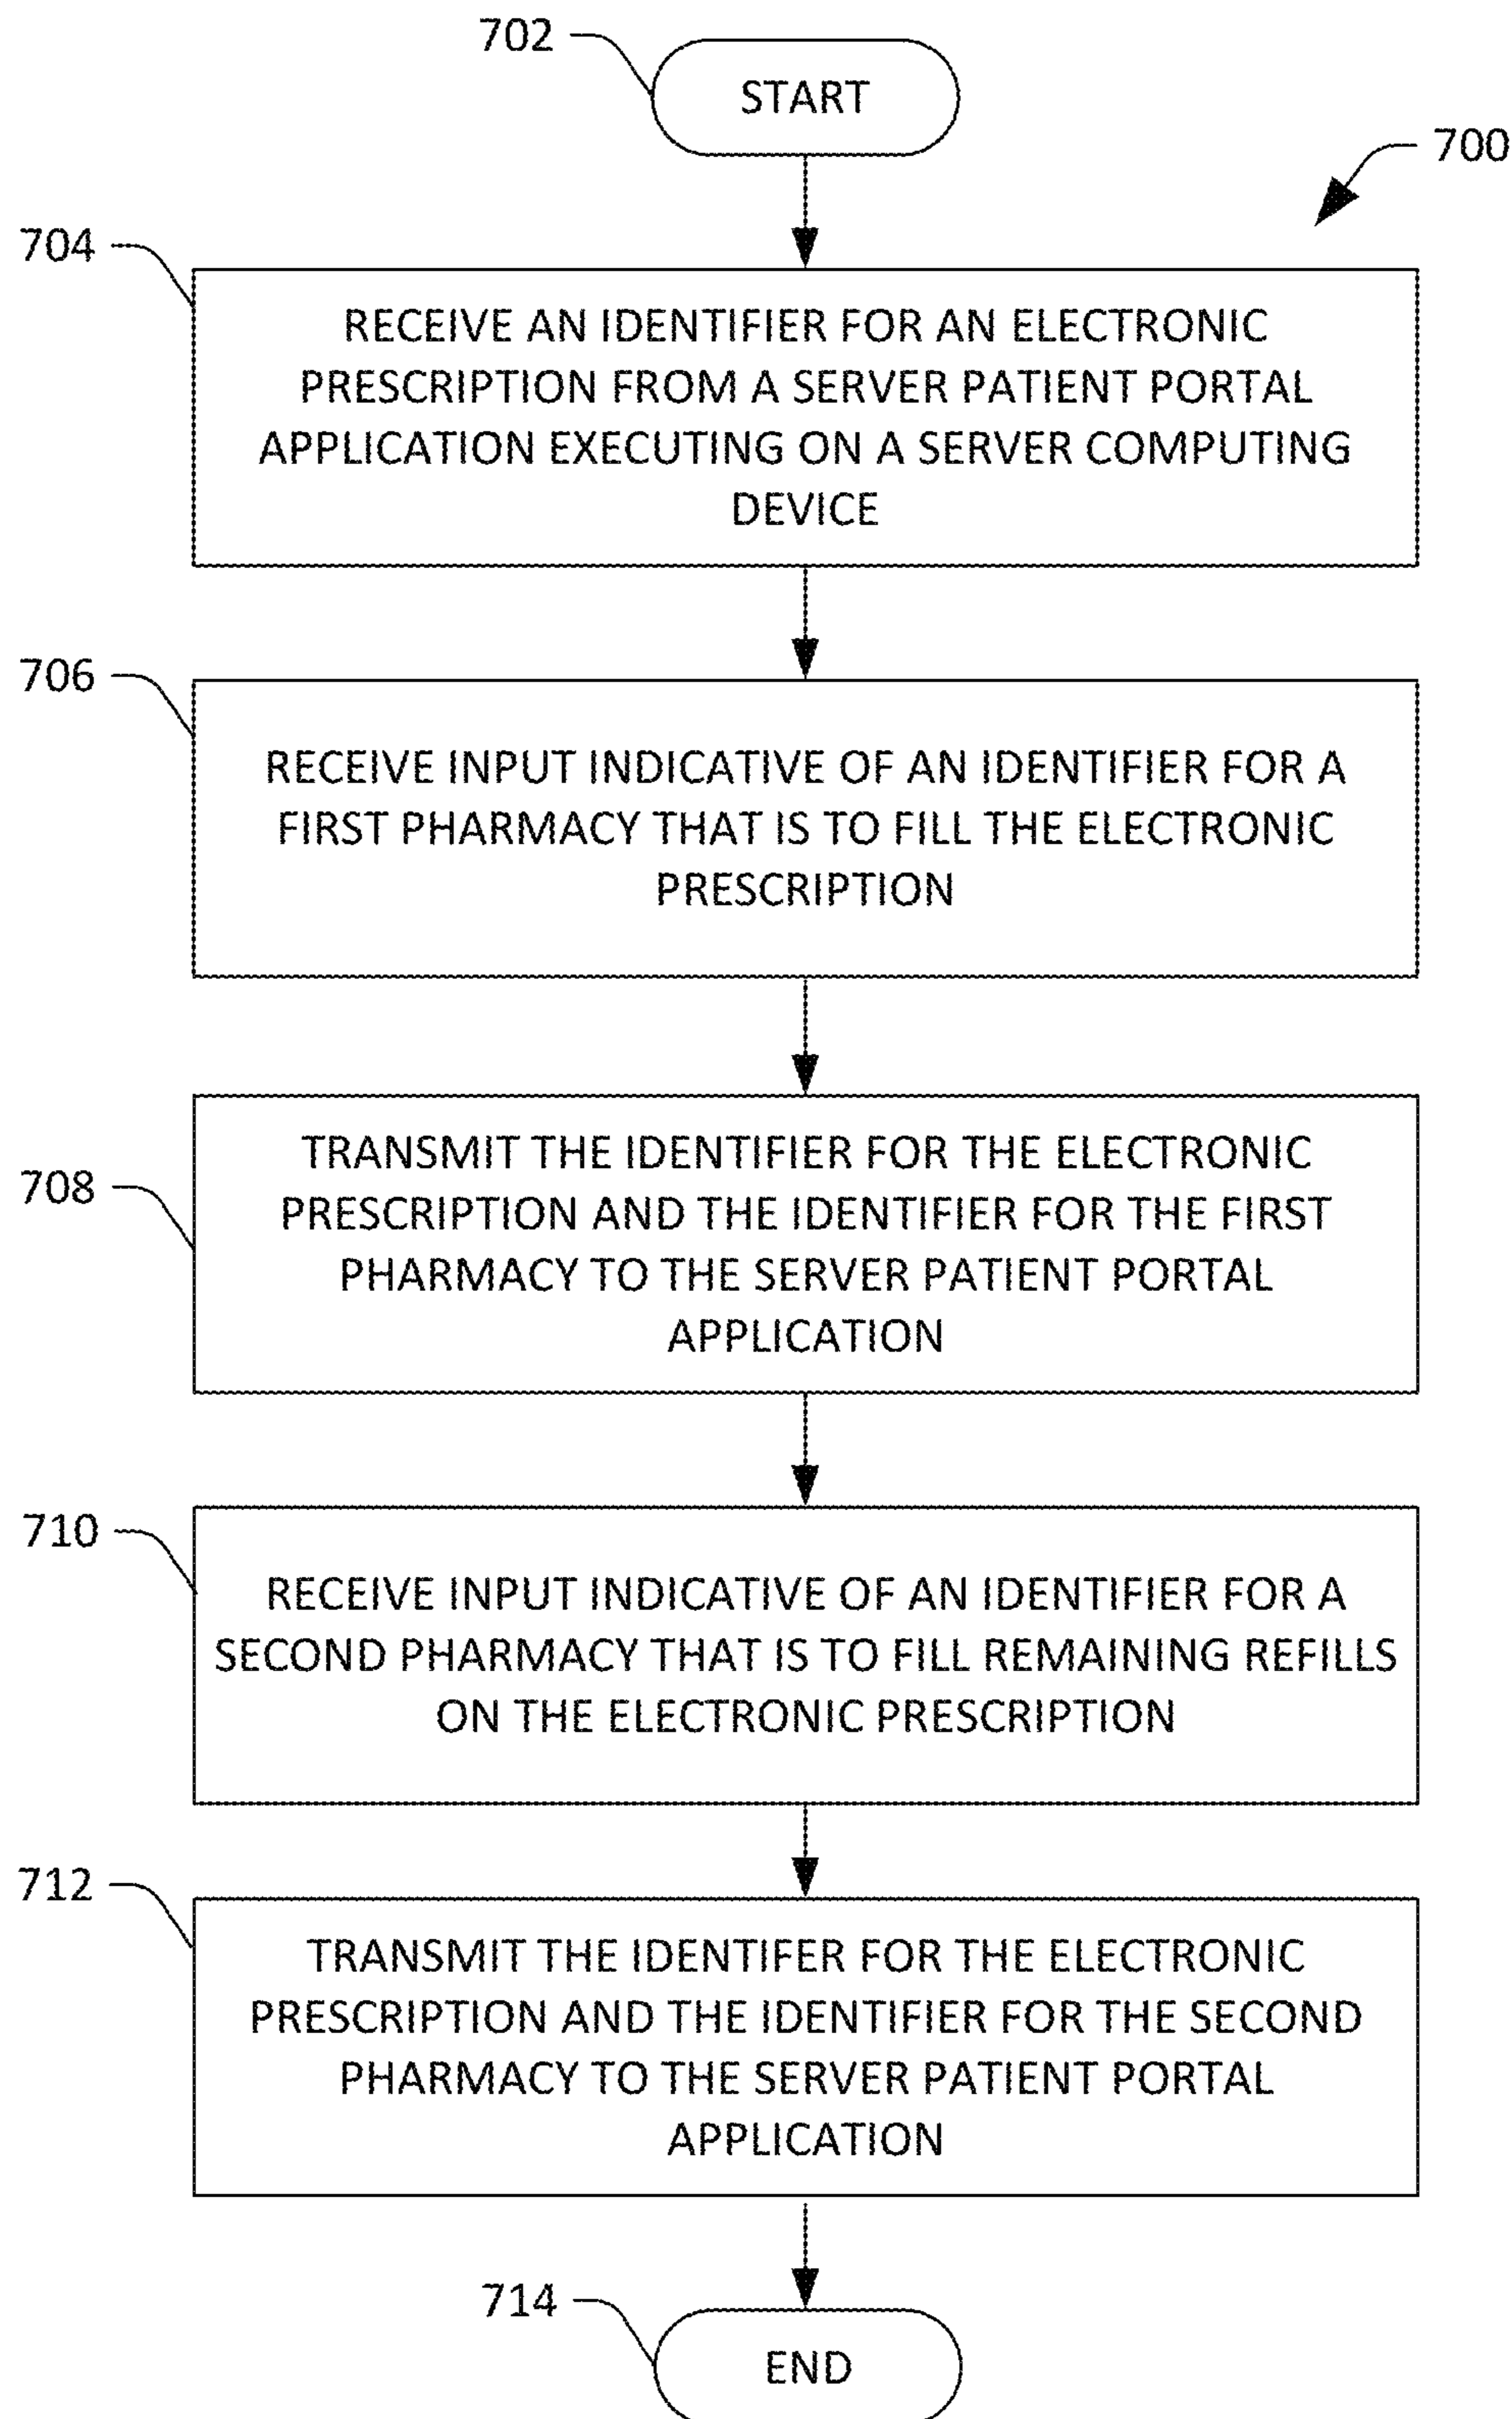 702
START
700
704
RECEIVE AN IDENTIFIER FOR AN ELECTRONIC
PRESCRIPTION FROM A SERVER PATIENT PORTAL
APPLICATION EXECUTING ON A SERVER COMPUTING
DEVICE
706
RECEIVE INPUT INDICATIVE OF AN IDENTIFIER FOR A
FIRST PHARMACY THAT IS TO FILL THE ELECTRONIC
PRESCRIPTION
708
TRANSMIT THE IDENTIFIER FOR THE ELECTRONIC
PRESCRIPTION AND THE IDENTIFIER FOR THE FIRST
PHARMACY TO THE SERVER PATIENT PORTAL
APPLICATION
710
RECEIVE INPUT INDICATIVE OF AN IDENTIFIER FOR A
SECOND PHARMACY THAT IS TO FILL REMAINING REFILLS
ON THE ELECTRONIC PRESCRIPTION
712
TRANSMIT THE IDENTIFER FOR THE ELECTRONIC
PRESCRIPTION AND THE IDENTIFIER FOR THE SECOND
PHARMACY TO THE SERVER PATIENT PORTAL
APPLICATION
714
END